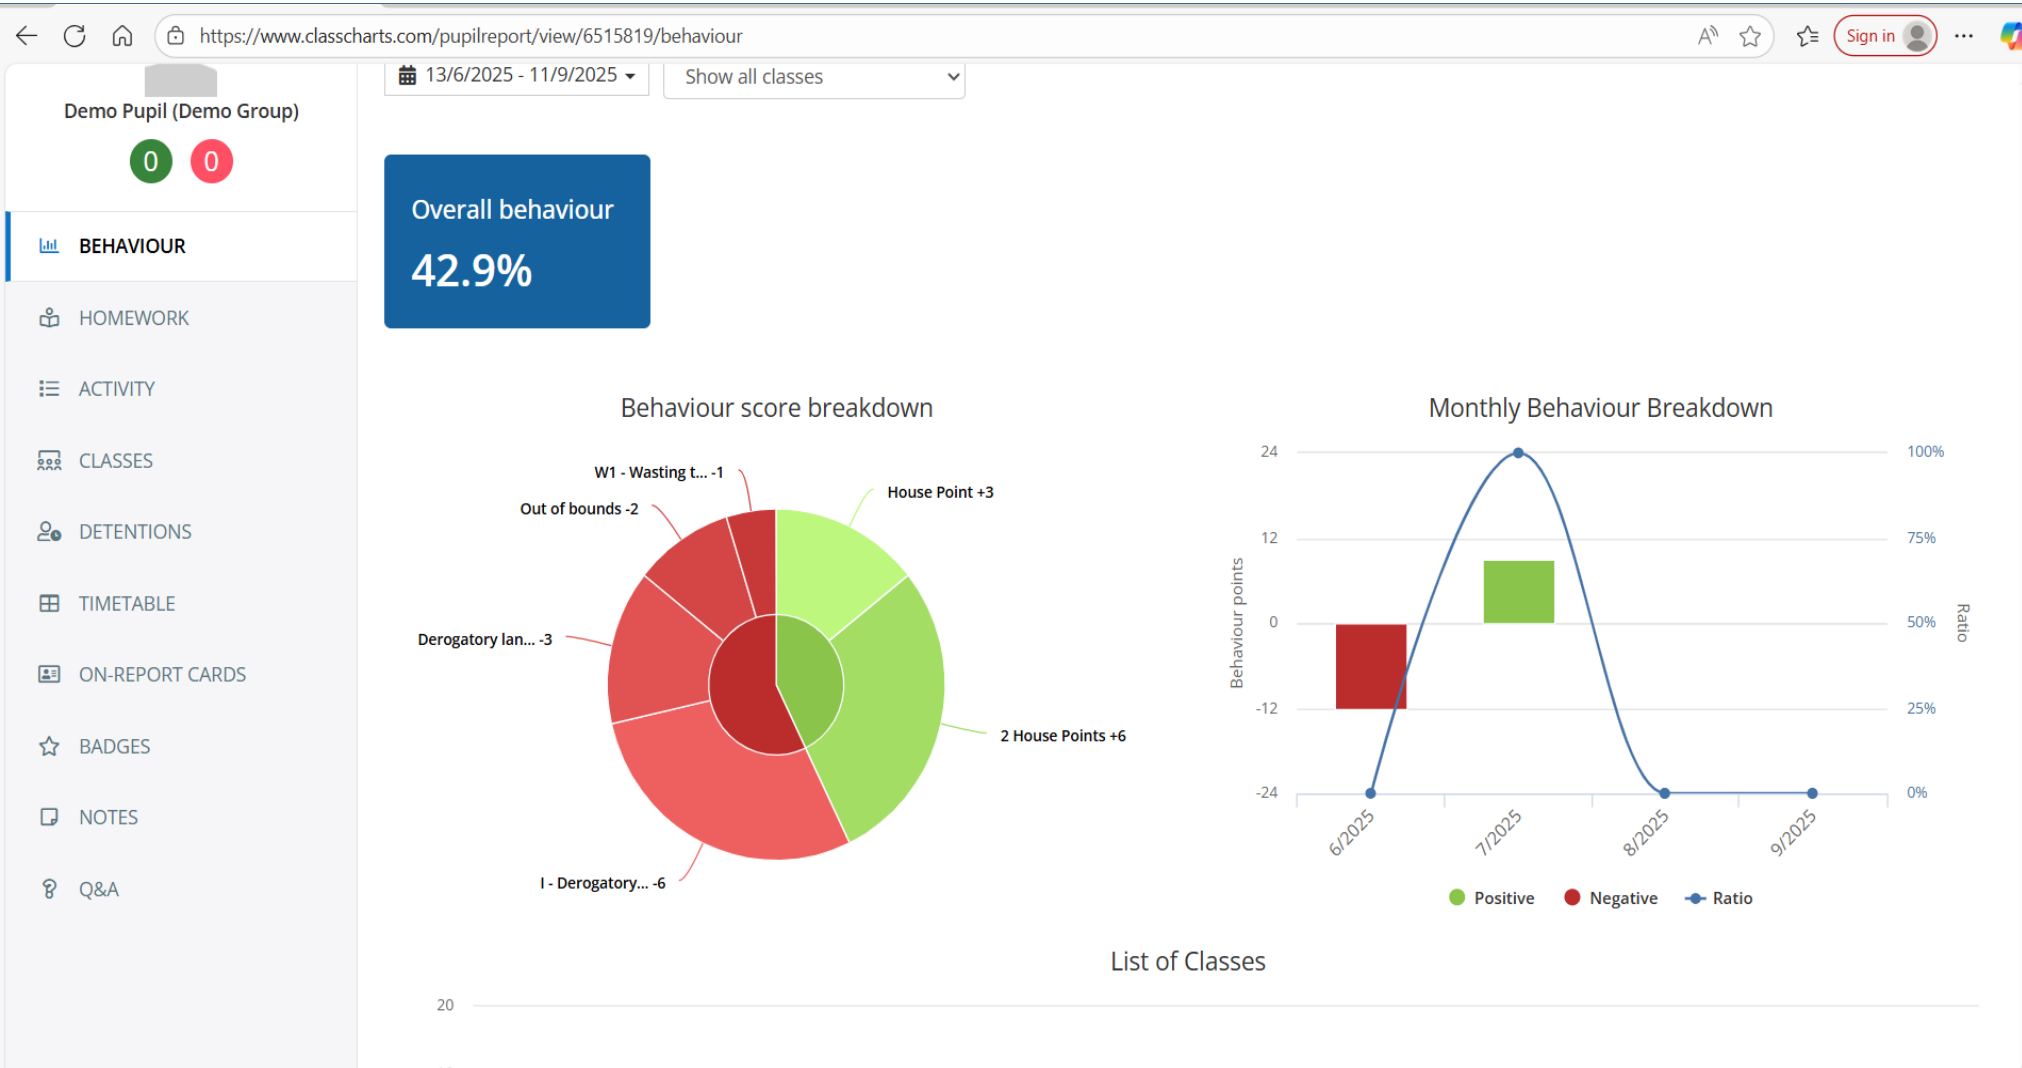 https://www.classcharts.com/pupilreport/view/6515819/behaviour
Sign in
13/6/2025 - 11/9/2025
Show all classes
Demo Pupil (Demo Group)
0 0
BEHAVIOUR
HOMEWORK
ACTIVITY
CLASSES
DETENTIONS
TIMETABLE
ON-REPORT CARDS
BADGES
NOTES
Q&A
Overall behaviour
42.9%
Behaviour score breakdown
W1 - Wasting t... -1
House Point +3
Out of bounds -2
Derogatory lan... -3
2 House Points +6
I - Derogatory... -6
Monthly Behaviour Breakdown
24
12
0
-12
-24
Behaviour points
100%
75%
50%
25%
0%
Ratio
6/2025
7/2025
8/2025
9/2025
Positive Negative Ratio
List of Classes
20